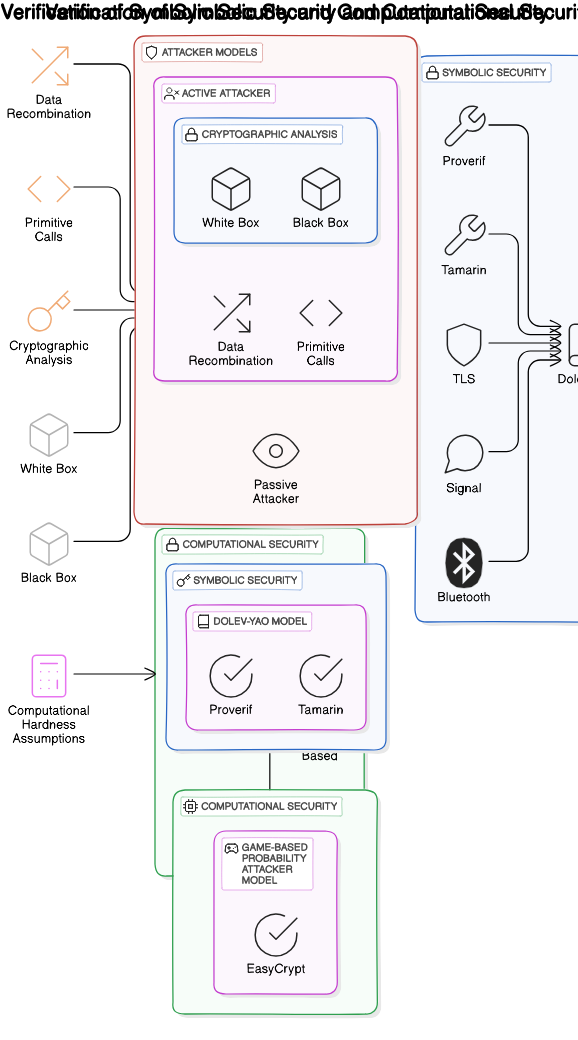 Verification of Symbolic Security and Computational Security
ATTACKER MODELS
ACTIVE ATTACKER
CRYPTOGRAPHIC ANALYSIS
White Box
Black Box
Data
Recombination
Primitive
Calls
Passive
Attacker
Data
Recombination
Primitive
Calls
Cryptographic
Analysis
White Box
Black Box
Computational
Hardness
Assumptions
SYMBOLIC SECURITY
Proverif
Tamarin
TLS
Signal
Bluetooth
COMPUTATIONAL SECURITY
SYMBOLIC SECURITY
DOLEV-YAO MODEL
Proverif
Tamarin
Based
COMPUTATIONAL SECURITY
GAME-BASED
PROBABILITY
ATTACKER
MODEL
EasyCrypt